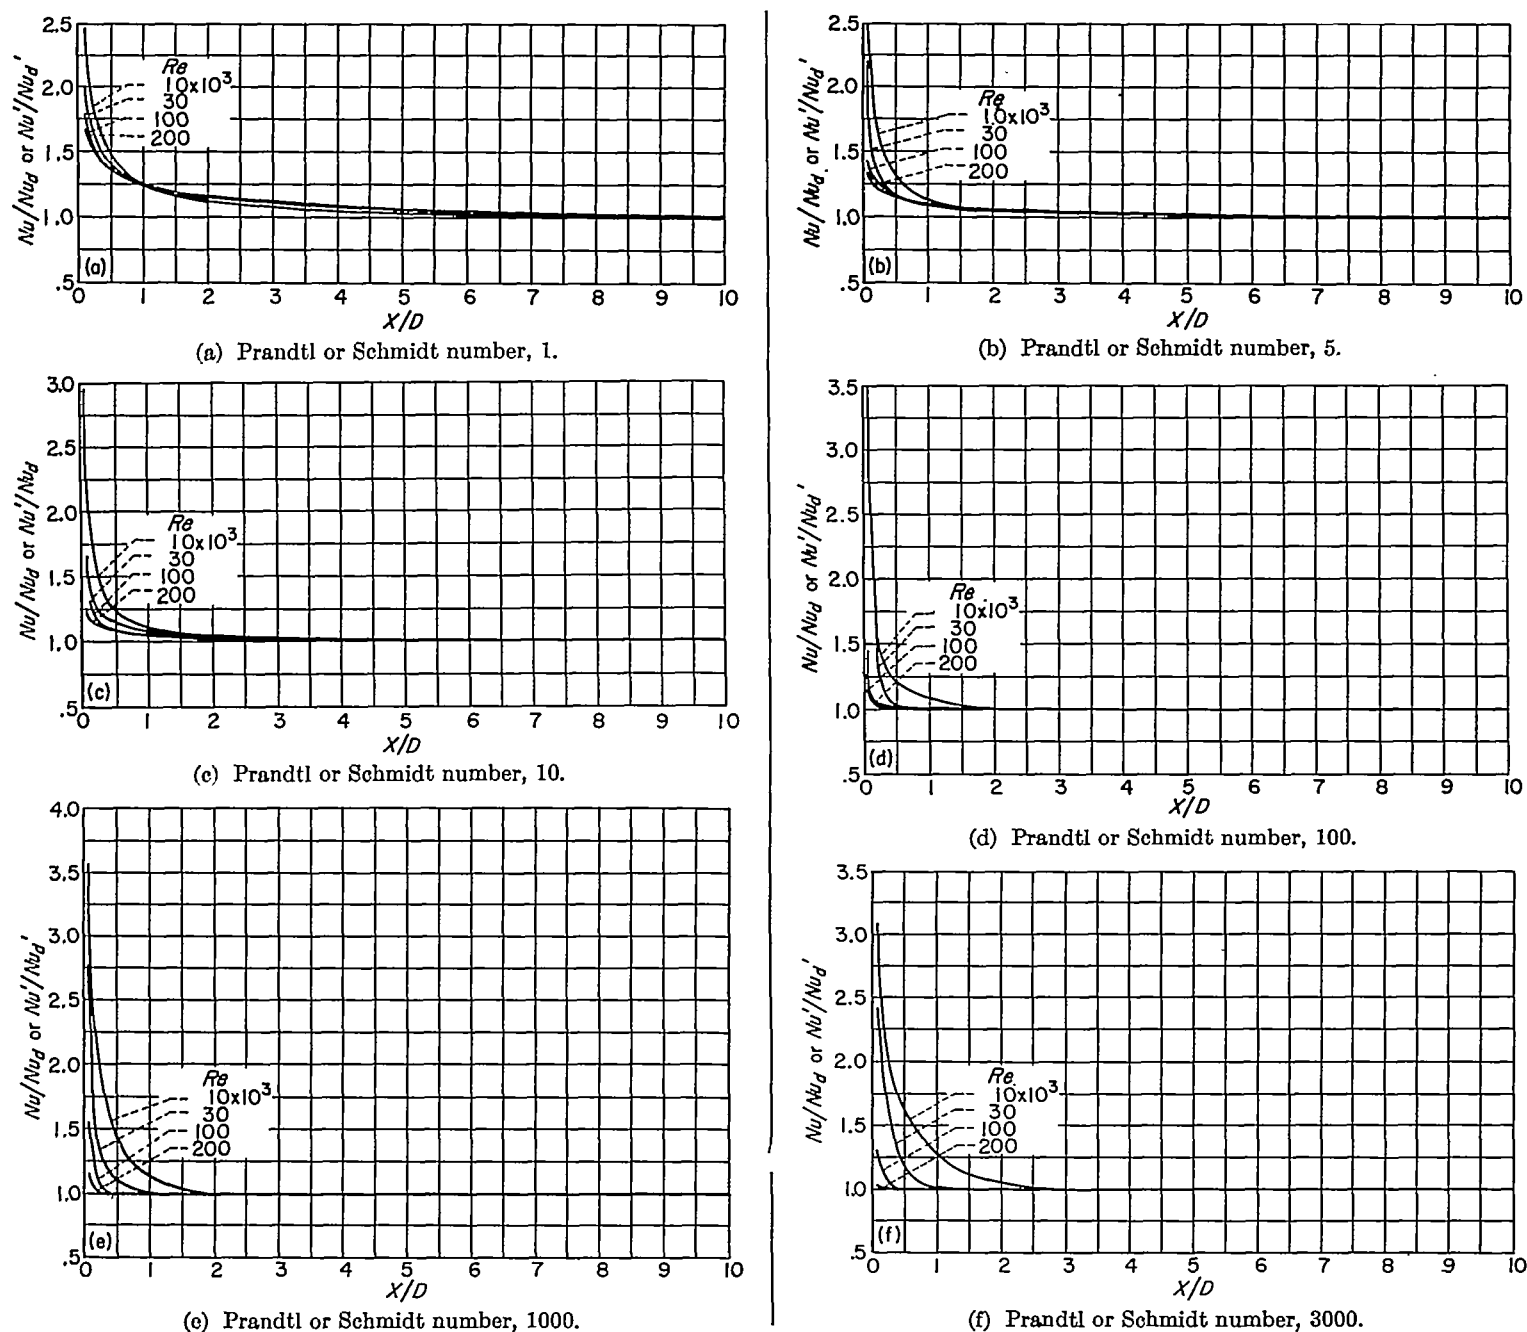 2.5
2.0
1.5
1.0
.5
Nu/Nu_d or Nu'/Nu_d'
Re
10x10³
30
100
200
(a)
0 1 2 3 4 5 6 7 8 9 10
X/D
(a) Prandtl or Schmidt number, 1.
2.5
2.0
1.5
1.0
.5
Nu/Nu_d. or Nu'/Nu_d'
Re
10x10³
30
100
200
(b)
0 1 2 3 4 5 6 7 8 9 10
X/D
(b) Prandtl or Schmidt number, 5.
3.0
2.5
2.0
1.5
1.0
.5
Nu/Nu_d or Nu'/Nu_d
Re
10x10³
30
100
200
(c)
0 1 2 3 4 5 6 7 8 9 10
X/D
(c) Prandtl or Schmidt number, 10.
3.5
3.0
2.5
2.0
1.5
1.0
.5
Nu/Nu_d or Nu'/Nu_d'
Re
10x10³
30
100
200
(d)
0 1 2 3 4 5 6 7 8 9 10
X/D
(d) Prandtl or Schmidt number, 100.
4.0
3.5
3.0
2.5
2.0
1.5
1.0
.5
Nu/Nu_d or Nu'/Nu_d'
Re
10x10³
30
100
200
(e)
0 1 2 3 4 5 6 7 8 9 10
X/D
(e) Prandtl or Schmidt number, 1000.
3.5
3.0
2.5
2.0
1.5
1.0
.5
Nu/Nu_d or Nu'/Nu_d'
Re
10x10³
30
100
200
(f)
0 1 2 3 4 5 6 7 8 9 10
X/D
(f) Prandtl or Schmidt number, 3000.